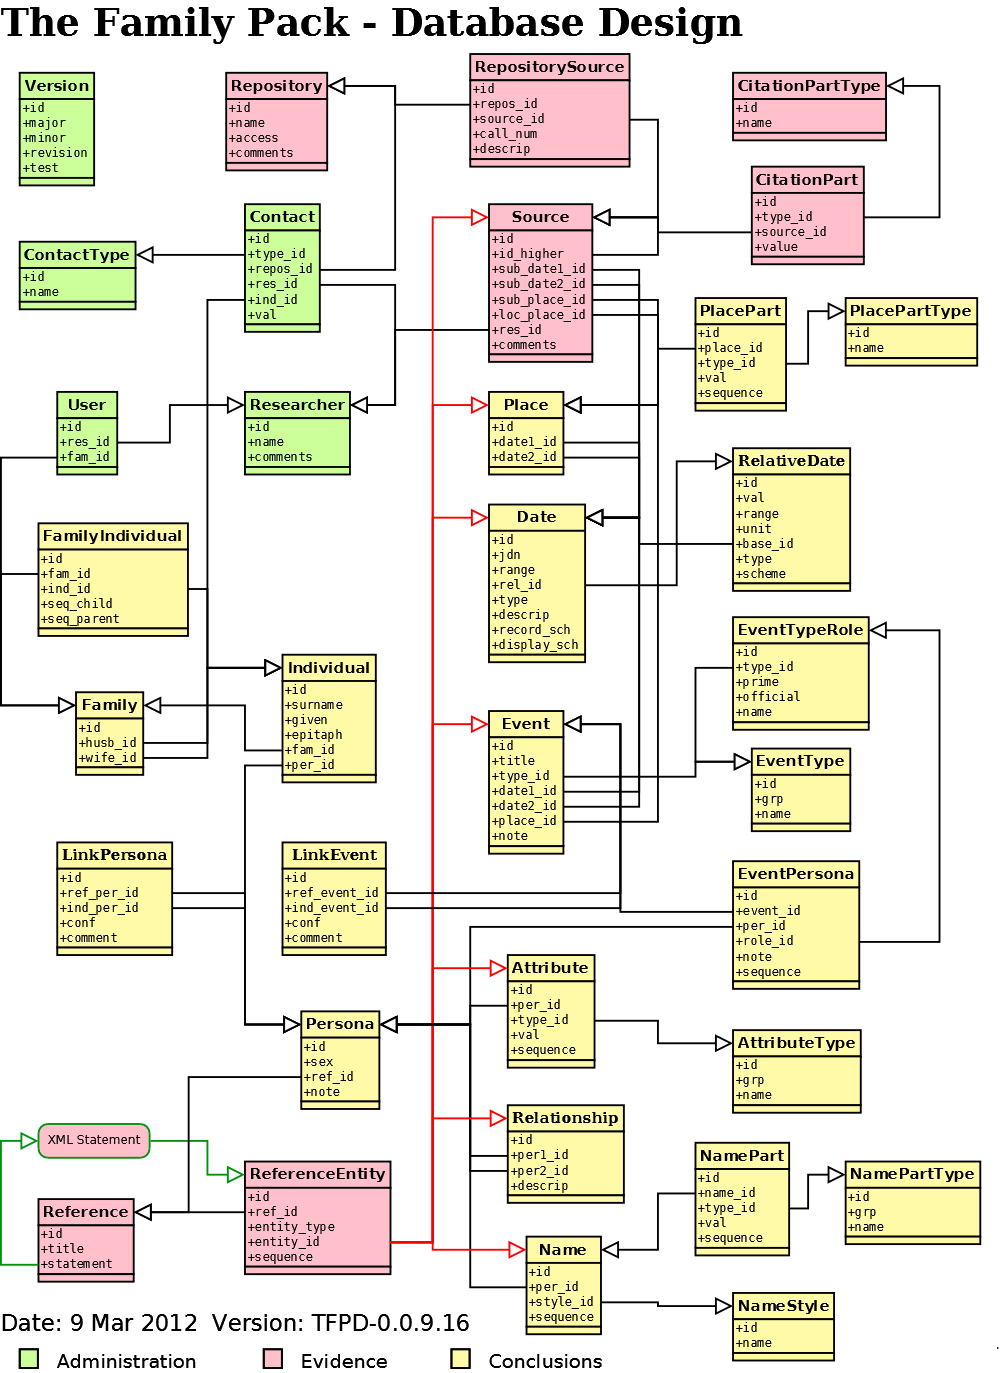 The Family Pack - Database Design
Version
+id
+major
+minor
+revision
+test
Repository
+id
+name
+access
+comments
RepositorySource
+id
+repos_id
+source_id
+call_num
+descrip
CitationPartType
+id
+name
CitationPart
+id
+type_id
+source_id
+value
Contact
+id
+type_id
+repos_id
+res_id
+ind_id
+val
ContactType
+id
+name
Source
+id
+id_higher
+sub_date1_id
+sub_date2_id
+sub_place_id
+loc_place_id
+res_id
+comments
PlacePart
+id
+place_id
+type_id
+val
+sequence
PlacePartType
+id
+name
User
+id
+res_id
+fam_id
Researcher
+id
+name
+comments
Place
+id
+date1_id
+date2_id
RelativeDate
+id
+val
+range
+unit
+base_id
+type
+scheme
Date
+id
+jdn
+range
+rel_id
+type
+descrip
+record_sch
+display_sch
FamilyIndividual
+id
+fam_id
+ind_id
+seq_child
+seq_parent
EventTypeRole
+id
+type_id
+prime
+official
+name
Individual
+id
+surname
+given
+epitaph
+fam_id
+per_id
Family
+id
+husb_id
+wife_id
Event
+id
+title
+type_id
+date1_id
+date2_id
+place_id
+note
EventType
+id
+grp
+name
LinkPersona
+id
+ref_per_id
+ind_per_id
+conf
+comment
LinkEvent
+id
+ref_event_id
+ind_event_id
+conf
+comment
EventPersona
+id
+event_id
+per_id
+role_id
+note
+sequence
Attribute
+id
+per_id
+type_id
+val
+sequence
Persona
+id
+sex
+ref_id
+note
AttributeType
+id
+grp
+name
Relationship
+id
+per1_id
+per2_id
+descrip
XML Statement
ReferenceEntity
+id
+ref_id
+entity_type
+entity_id
+sequence
NamePart
+id
+name_id
+type_id
+val
+sequence
NamePartType
+id
+grp
+name
Reference
+id
+title
+statement
Name
+id
+per_id
+style_id
+sequence
NameStyle
+id
+name
Date: 9 Mar 2012 Version: TFPD-0.0.9.16
Administration
Evidence
Conclusions